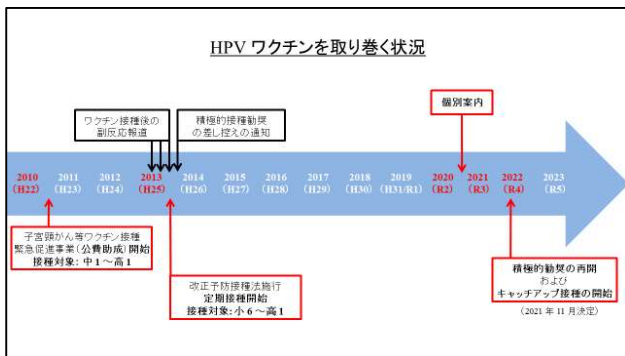 HPV ワクチンを取り巻く状況
ワクチン接種後の
副反応報道
積極的接種勧奨
の差し控えの通知
個別案内
2010
(H22)
2011
(H23)
2012
(H24)
2013
(H25)
2014
(H26)
2015
(H27)
2016
(H28)
2017
(H29)
2018
(H30)
2019
(H31/R1)
2020
(R2)
2021
(R3)
2022
(R4)
2023
(R5)
子宮頸がん等ワクチン接種
緊急促進事業(公費助成)開始
接種対象: 中1～高1
改正予防接種法施行
定期接種開始
接種対象:小6～高1
積極的勧奨の再開
および
キャッチアップ接種の開始
(2021年11月決定)